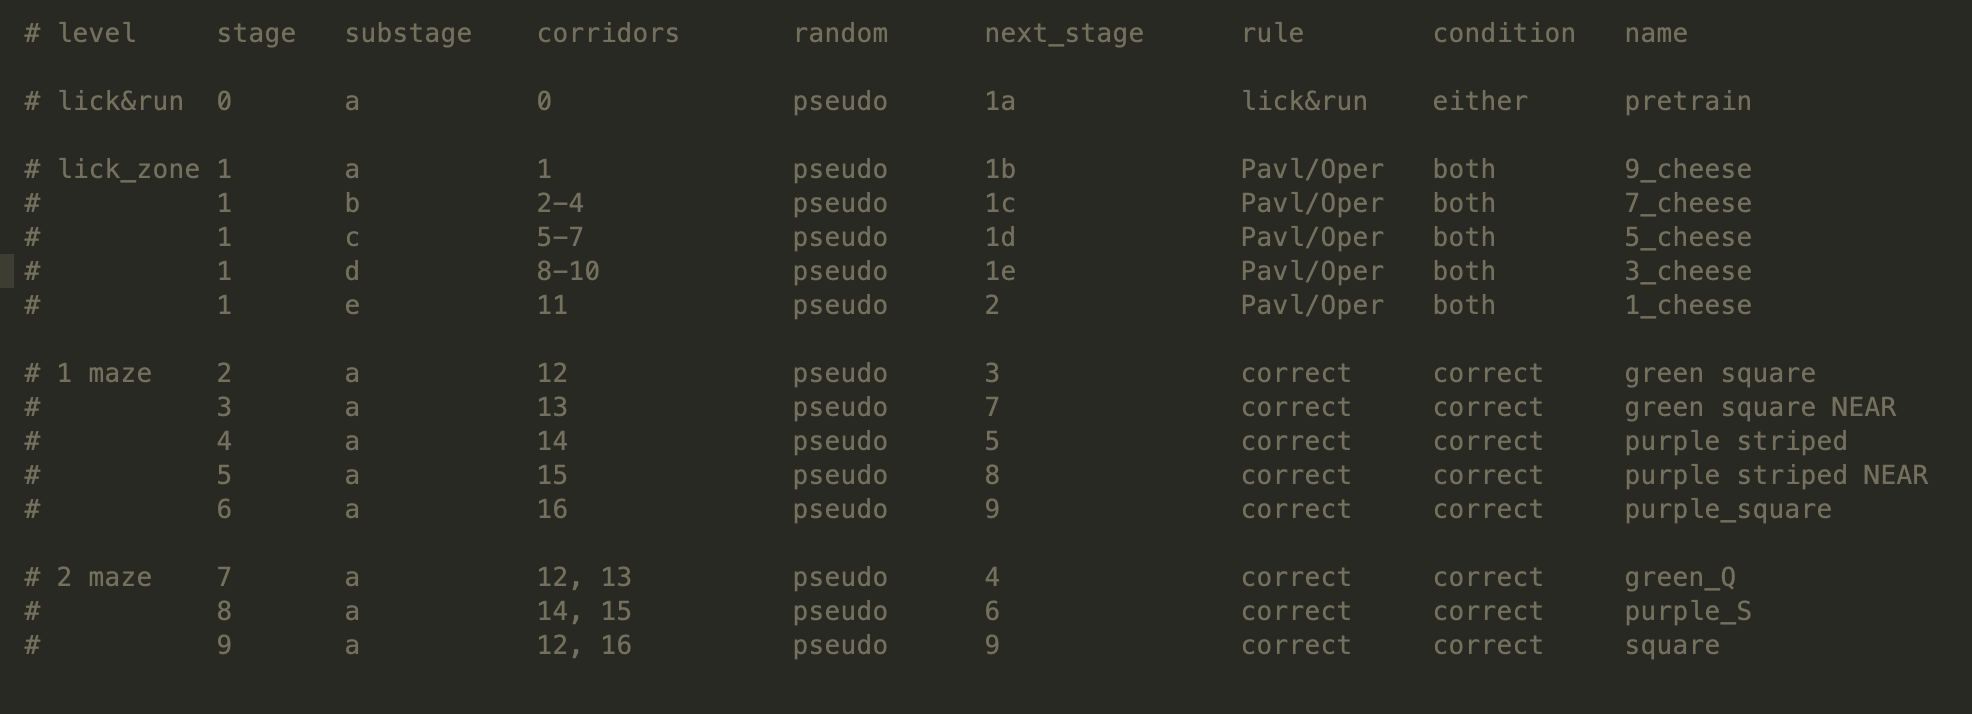 # level     stage   substage    corridors       random      next_stage      rule        condition   name
# lick&run  0       a           0               pseudo      1a              lick&run    either      pretrain
# lick_zone 1       a           1               pseudo      1b              Pavl/Oper   both        9_cheese
#           1       b           2-4             pseudo      1c              Pavl/Oper   both        7_cheese
#           1       c           5-7             pseudo      1d              Pavl/Oper   both        5_cheese
#           1       d           8-10            pseudo      1e              Pavl/Oper   both        3_cheese
#           1       e           11              pseudo      2               Pavl/Oper   both        1_cheese
# 1 maze    2       a           12              pseudo      3               correct     correct     green square
#           3       a           13              pseudo      7               correct     correct     green square NEAR
#           4       a           14              pseudo      5               correct     correct     purple striped
#           5       a           15              pseudo      8               correct     correct     purple striped NEAR
#           6       a           16              pseudo      9               correct     correct     purple_square
# 2 maze    7       a           12, 13          pseudo      4               correct     correct     green_Q
#           8       a           14, 15          pseudo      6               correct     correct     purple_S
#           9       a           12, 16          pseudo      9               correct     correct     square